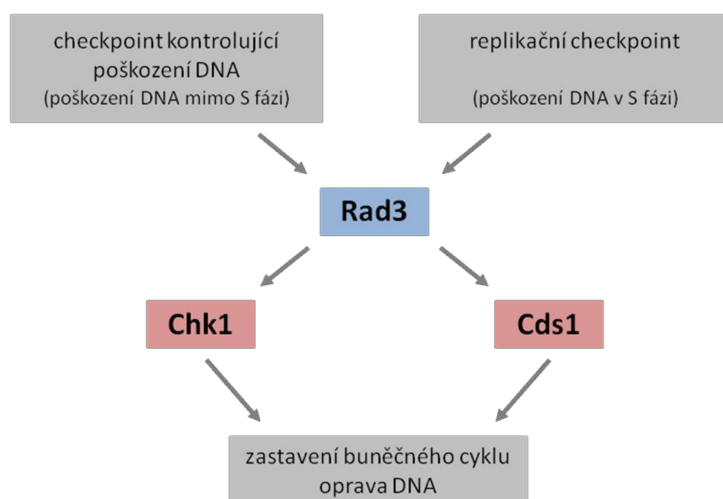 checkpoint kontrolující
poškození DNA
(poškození DNA mimo S fázi)
replikační checkpoint
(poškození DNA v S fázi)
Rad3
Chk1
Cds1
zastavení buněčného cyklu
oprava DNA